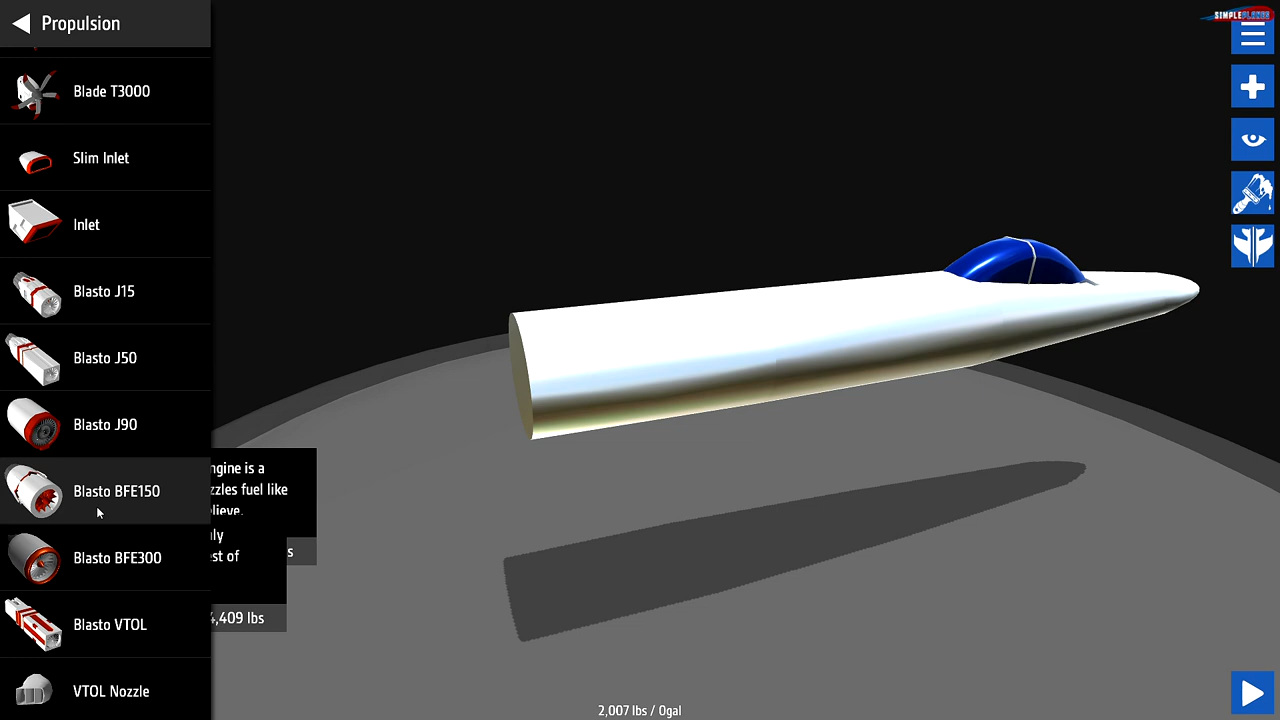 Propulsion
SIMPLEPLANES
Blade T3000
Slim Inlet
Inlet
Blasto J15
Blasto J50
Blasto J90
Blasto BFE150
Blasto BFE300
Blasto VTOL
VTOL Nozzle
ngine is a
zzles fuel like
lieve.
nly
est of
s
4,409 lbs
2,007 lbs / 0gal